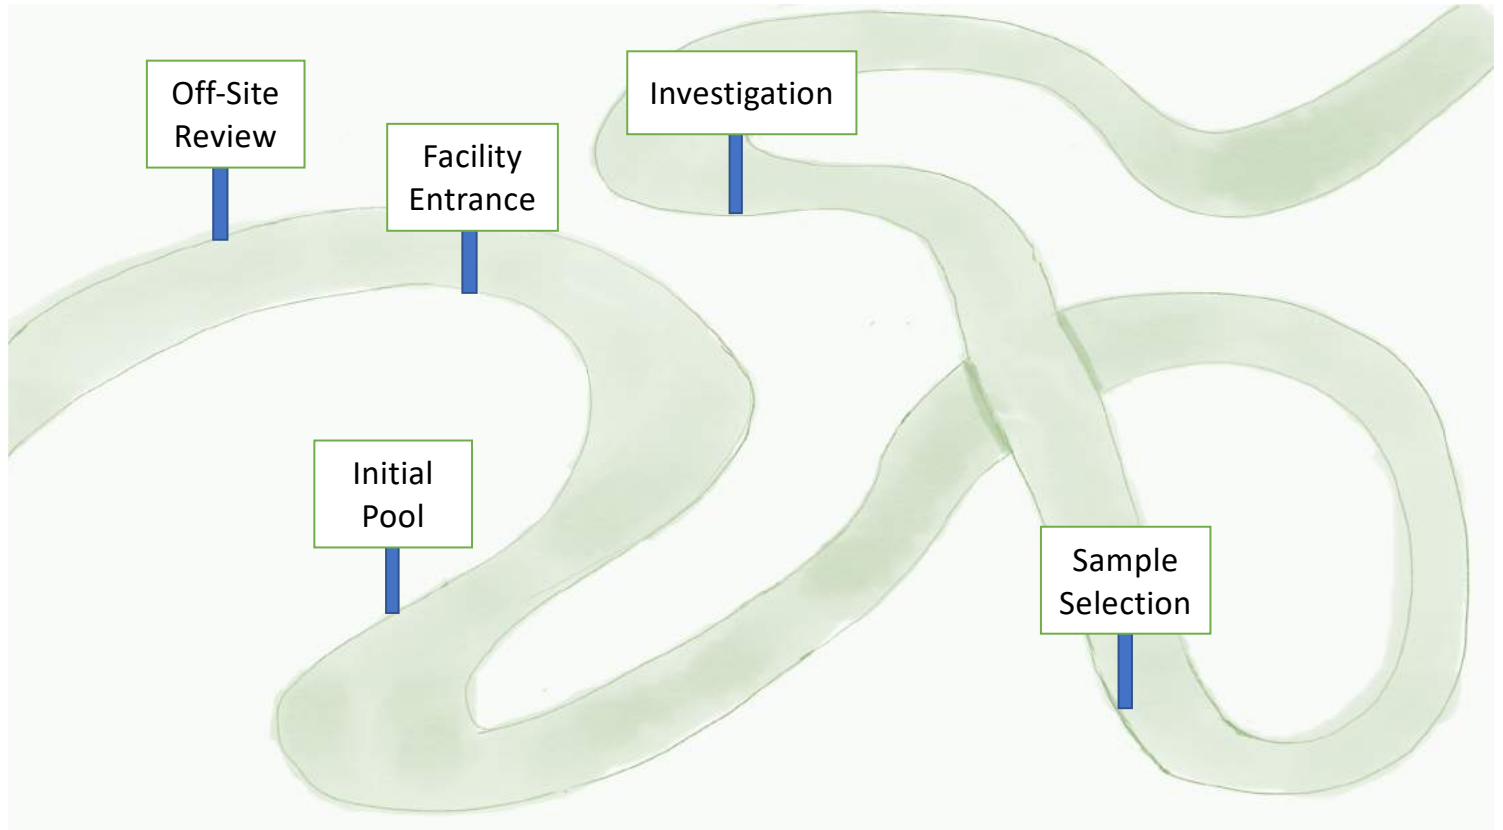 Off-Site
Review
Facility
Entrance
Investigation
Initial
Pool
Sample
Selection